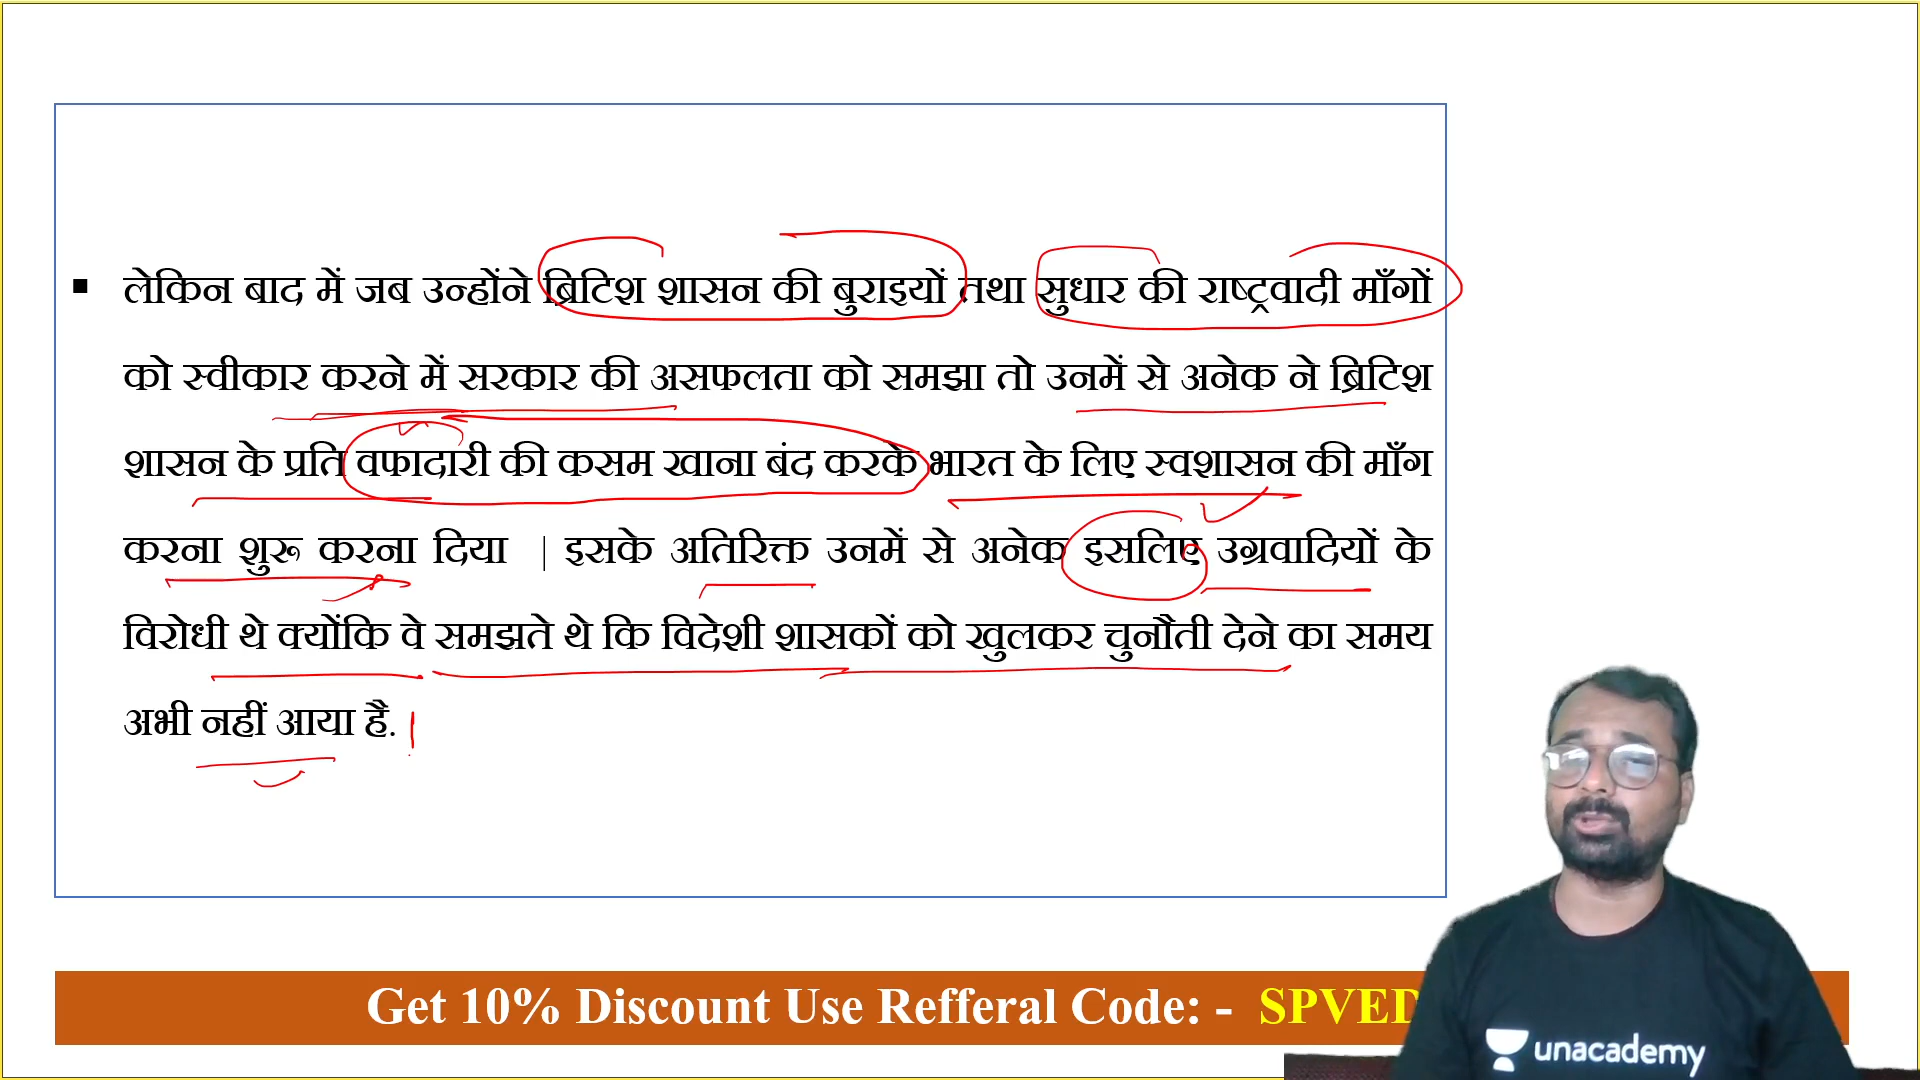 ▪ लेकिन बाद में जब उन्होंने ब्रिटिश शासन की बुराइयों तथा सुधार की राष्ट्रवादी माँगों
को स्वीकार करने में सरकार की असफलता को समझा तो उनमें से अनेक ने ब्रिटिश
शासन के प्रति वफादारी की कसम खाना बंद करके भारत के लिए स्वशासन की माँग
करना शुरू करना दिया | इसके अतिरिक्त उनमें से अनेक इसलिए उग्रवादियों के
विरोधी थे क्योंकि वे समझते थे कि विदेशी शासकों को खुलकर चुनौती देने का समय
अभी नहीं आया है.
Get 10% Discount Use Refferal Code: - SPVED
unacademy